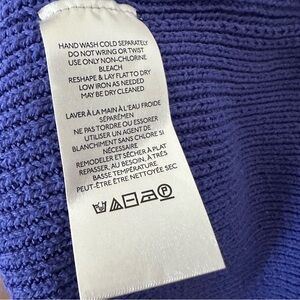 HAND WASH COLD SEPARATELY
DO NOT WRING OR TWIST
USE ONLY NON-CHLORINE
BLEACH
RESHAPE & LAY FLAT TO DRY
LOW IRON AS NEEDED
MAY BE DRY CLEANED
LAVER À LA MAIN À L'EAU FROIDE
SÉPARÉMEN
NE PAS TORDRE OU ESSORER
UTILISER UN AGENT DE
BLANCHIMENT SANS CHLORE SI
NÉCESSAIRE
REMODELER ET SÉCHER À PLAT
REPASSER, AU BESOIN, À TRÈS
BASSE TEMPÉRATURE
PEUT-ÊTRE ÊTRE NETTOYÉE SEC